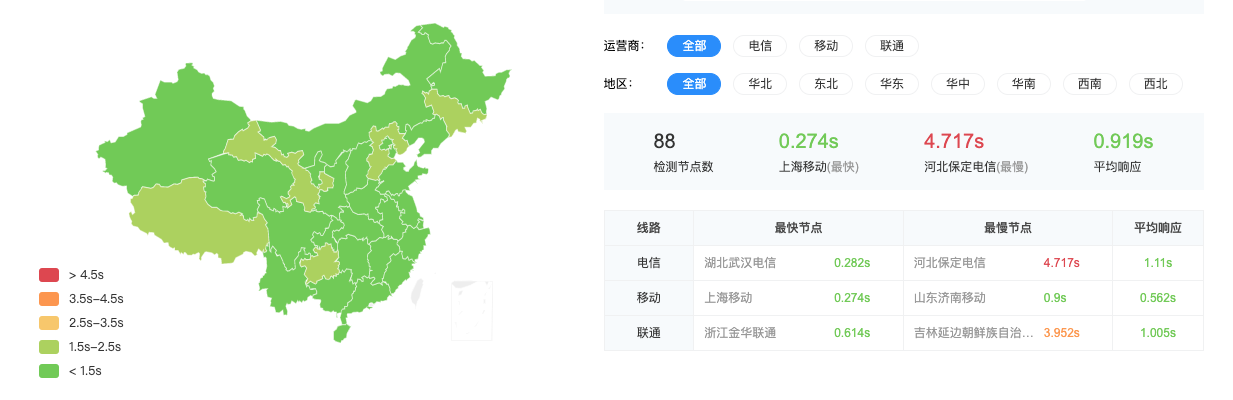 > 4.5s
3.5s-4.5s
2.5s-3.5s
1.5s-2.5s
< 1.5s
运营商: 全部 电信 移动 联通
地区: 全部 华北 东北 华东 华中 华南 西南 西北
88 0.274s 4.717s 0.919s
检测节点数 上海移动(最快) 河北保定电信(最慢) 平均响应
线路 最快节点 最慢节点 平均响应
电信 湖北武汉电信 0.282s 河北保定电信 4.717s 1.11s
移动 上海移动 0.274s 山东济南移动 0.9s 0.562s
联通 浙江金华联通 0.614s 吉林延边朝鲜族自治... 3.952s 1.005s